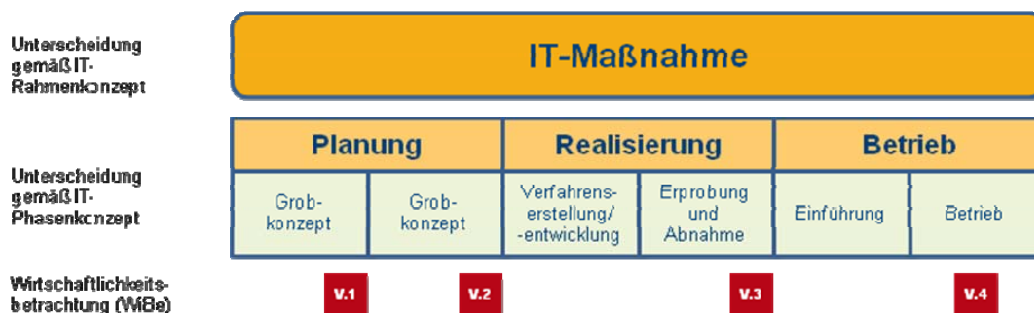 Unterscheidung
gemäß IT-
Rahmenkonzept
IT-Maßnahme
Unterscheidung
gemäß IT-
Phasenkonzept
Planung
Realisierung
Betrieb
Grob-
konzept
Grob-
konzept
Verfahrens-
erstellung/
-entwicklung
Erprobung
und
Abnahme
Einführung
Betrieb
Wirtschaftlichkeits-
betrachtung (WiBe)
V.1
V.2
V.3
V.4